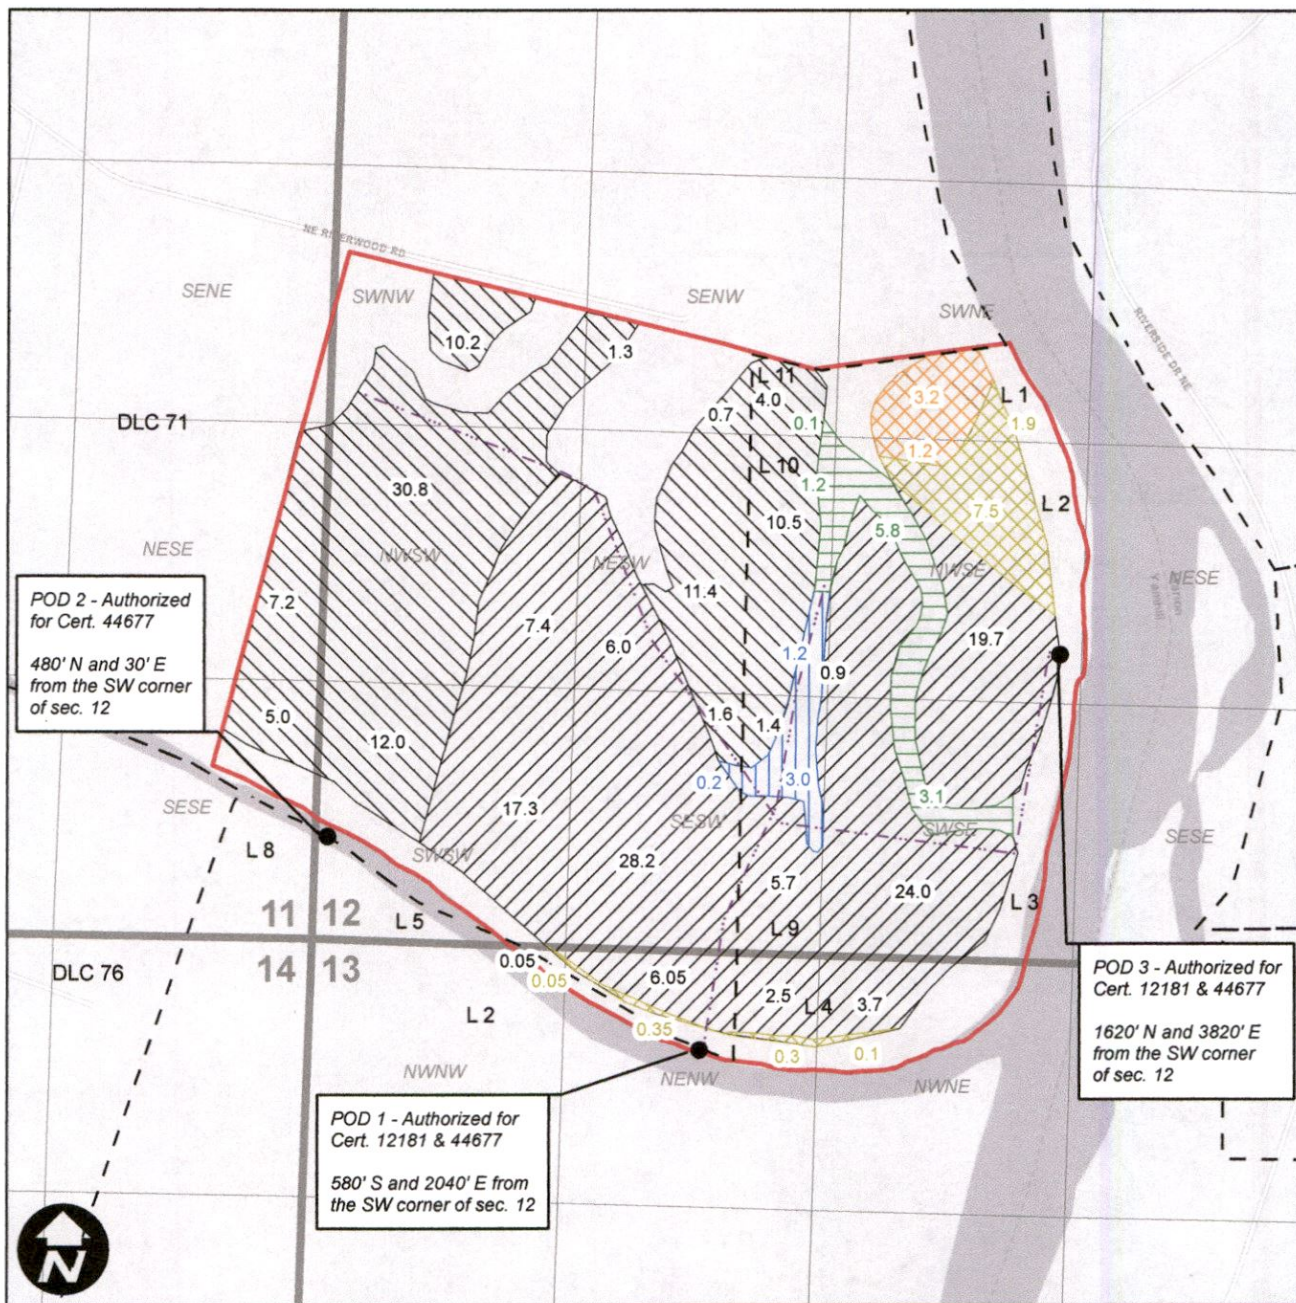 NE RIVERWOOD RD
SENE
SWNW
SENW
SWNE
RIVERSIDE DR NE
10.2
1.3
L 11
4.0
3.2
L 1
DLC 71
0.7
0.1
1.9
1.2
L 10
30.8
1.2
10.5
7.5
L 2
5.8
NESE
NWSW
NESW
NWSE
NESE
POD 2 - Authorized
for Cert. 44677
480' N and 30' E
from the SW corner
of sec. 12
7.2
11.4
7.4
6.0
1.2
0.9
19.7
5.0
12.0
1.6
1.4
0.2
3.0
3.1
SESE
17.3
SESW
SWSE
SESE
L 8
SWSW
28.2
5.7
24.0
11
12
L 5
L 9
L 3
14
13
DLC 76
0.05
0.05
6.05
2.5
L 4
3.7
L 2
0.35
0.3
0.1
NWNW
NENW
NWNE
POD 3 - Authorized for
Cert. 12181 & 44677
1620' N and 3820' E
from the SW corner
of sec. 12
POD 1 - Authorized for
Cert. 12181 & 44677
580' S and 2040' E from
the SW corner of sec. 12
N